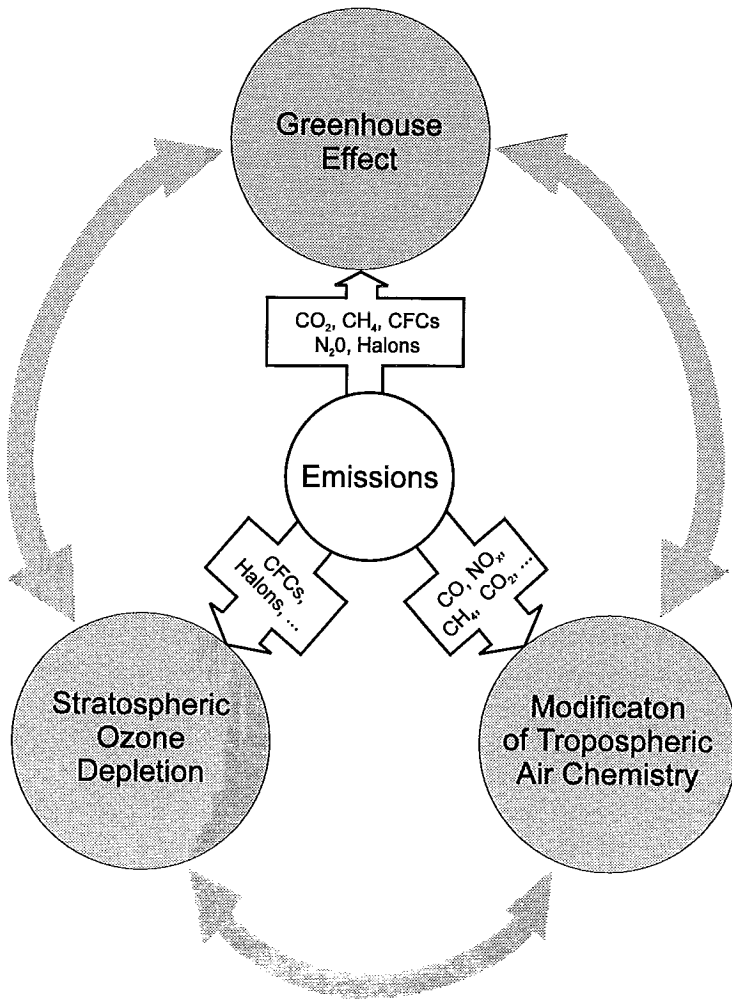 Greenhouse
Effect
CO₂, CH₄, CFCs
N₂0, Halons
Emissions
CFCs,
Halons, ...
CO, NOₓ,
CH₄, CO₂, ...
Stratospheric
Ozone
Depletion
Modificaton
of Tropospheric
Air Chemistry